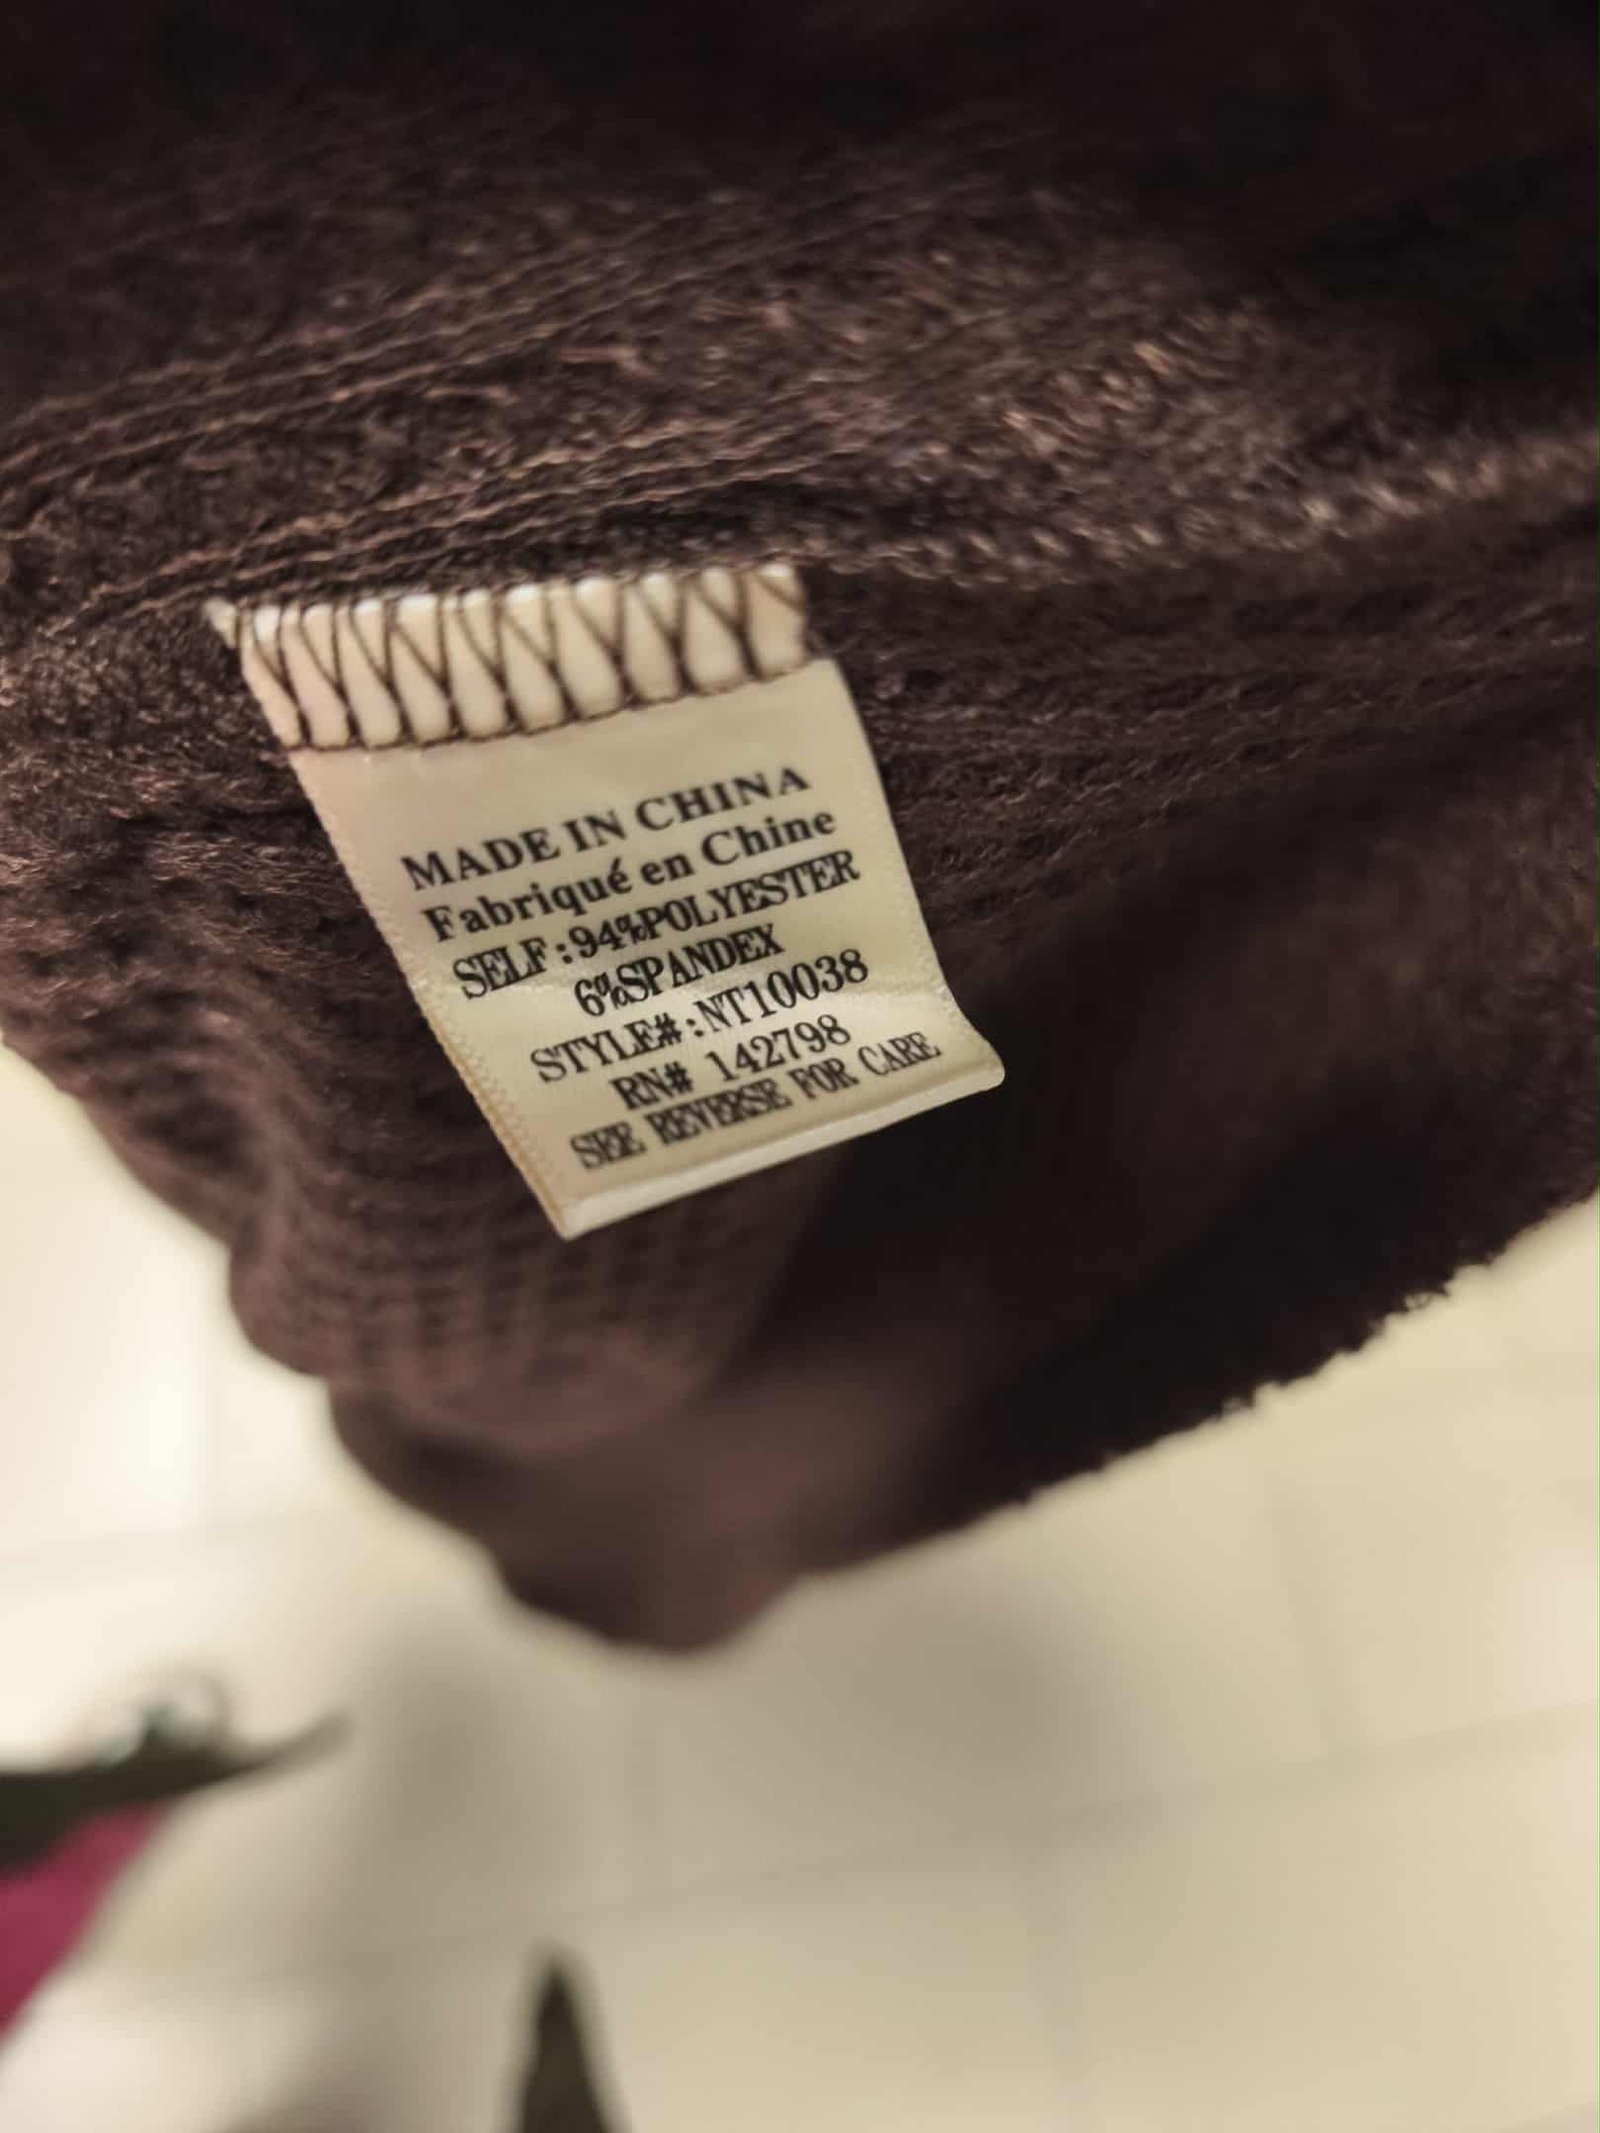 MADE IN CHINA
Fabriqué en Chine
SELF:94%POLYESTER
6%SPANDEX
STYLE#:NT10038
RN# 142798
SEE REVERSE FOR CARE